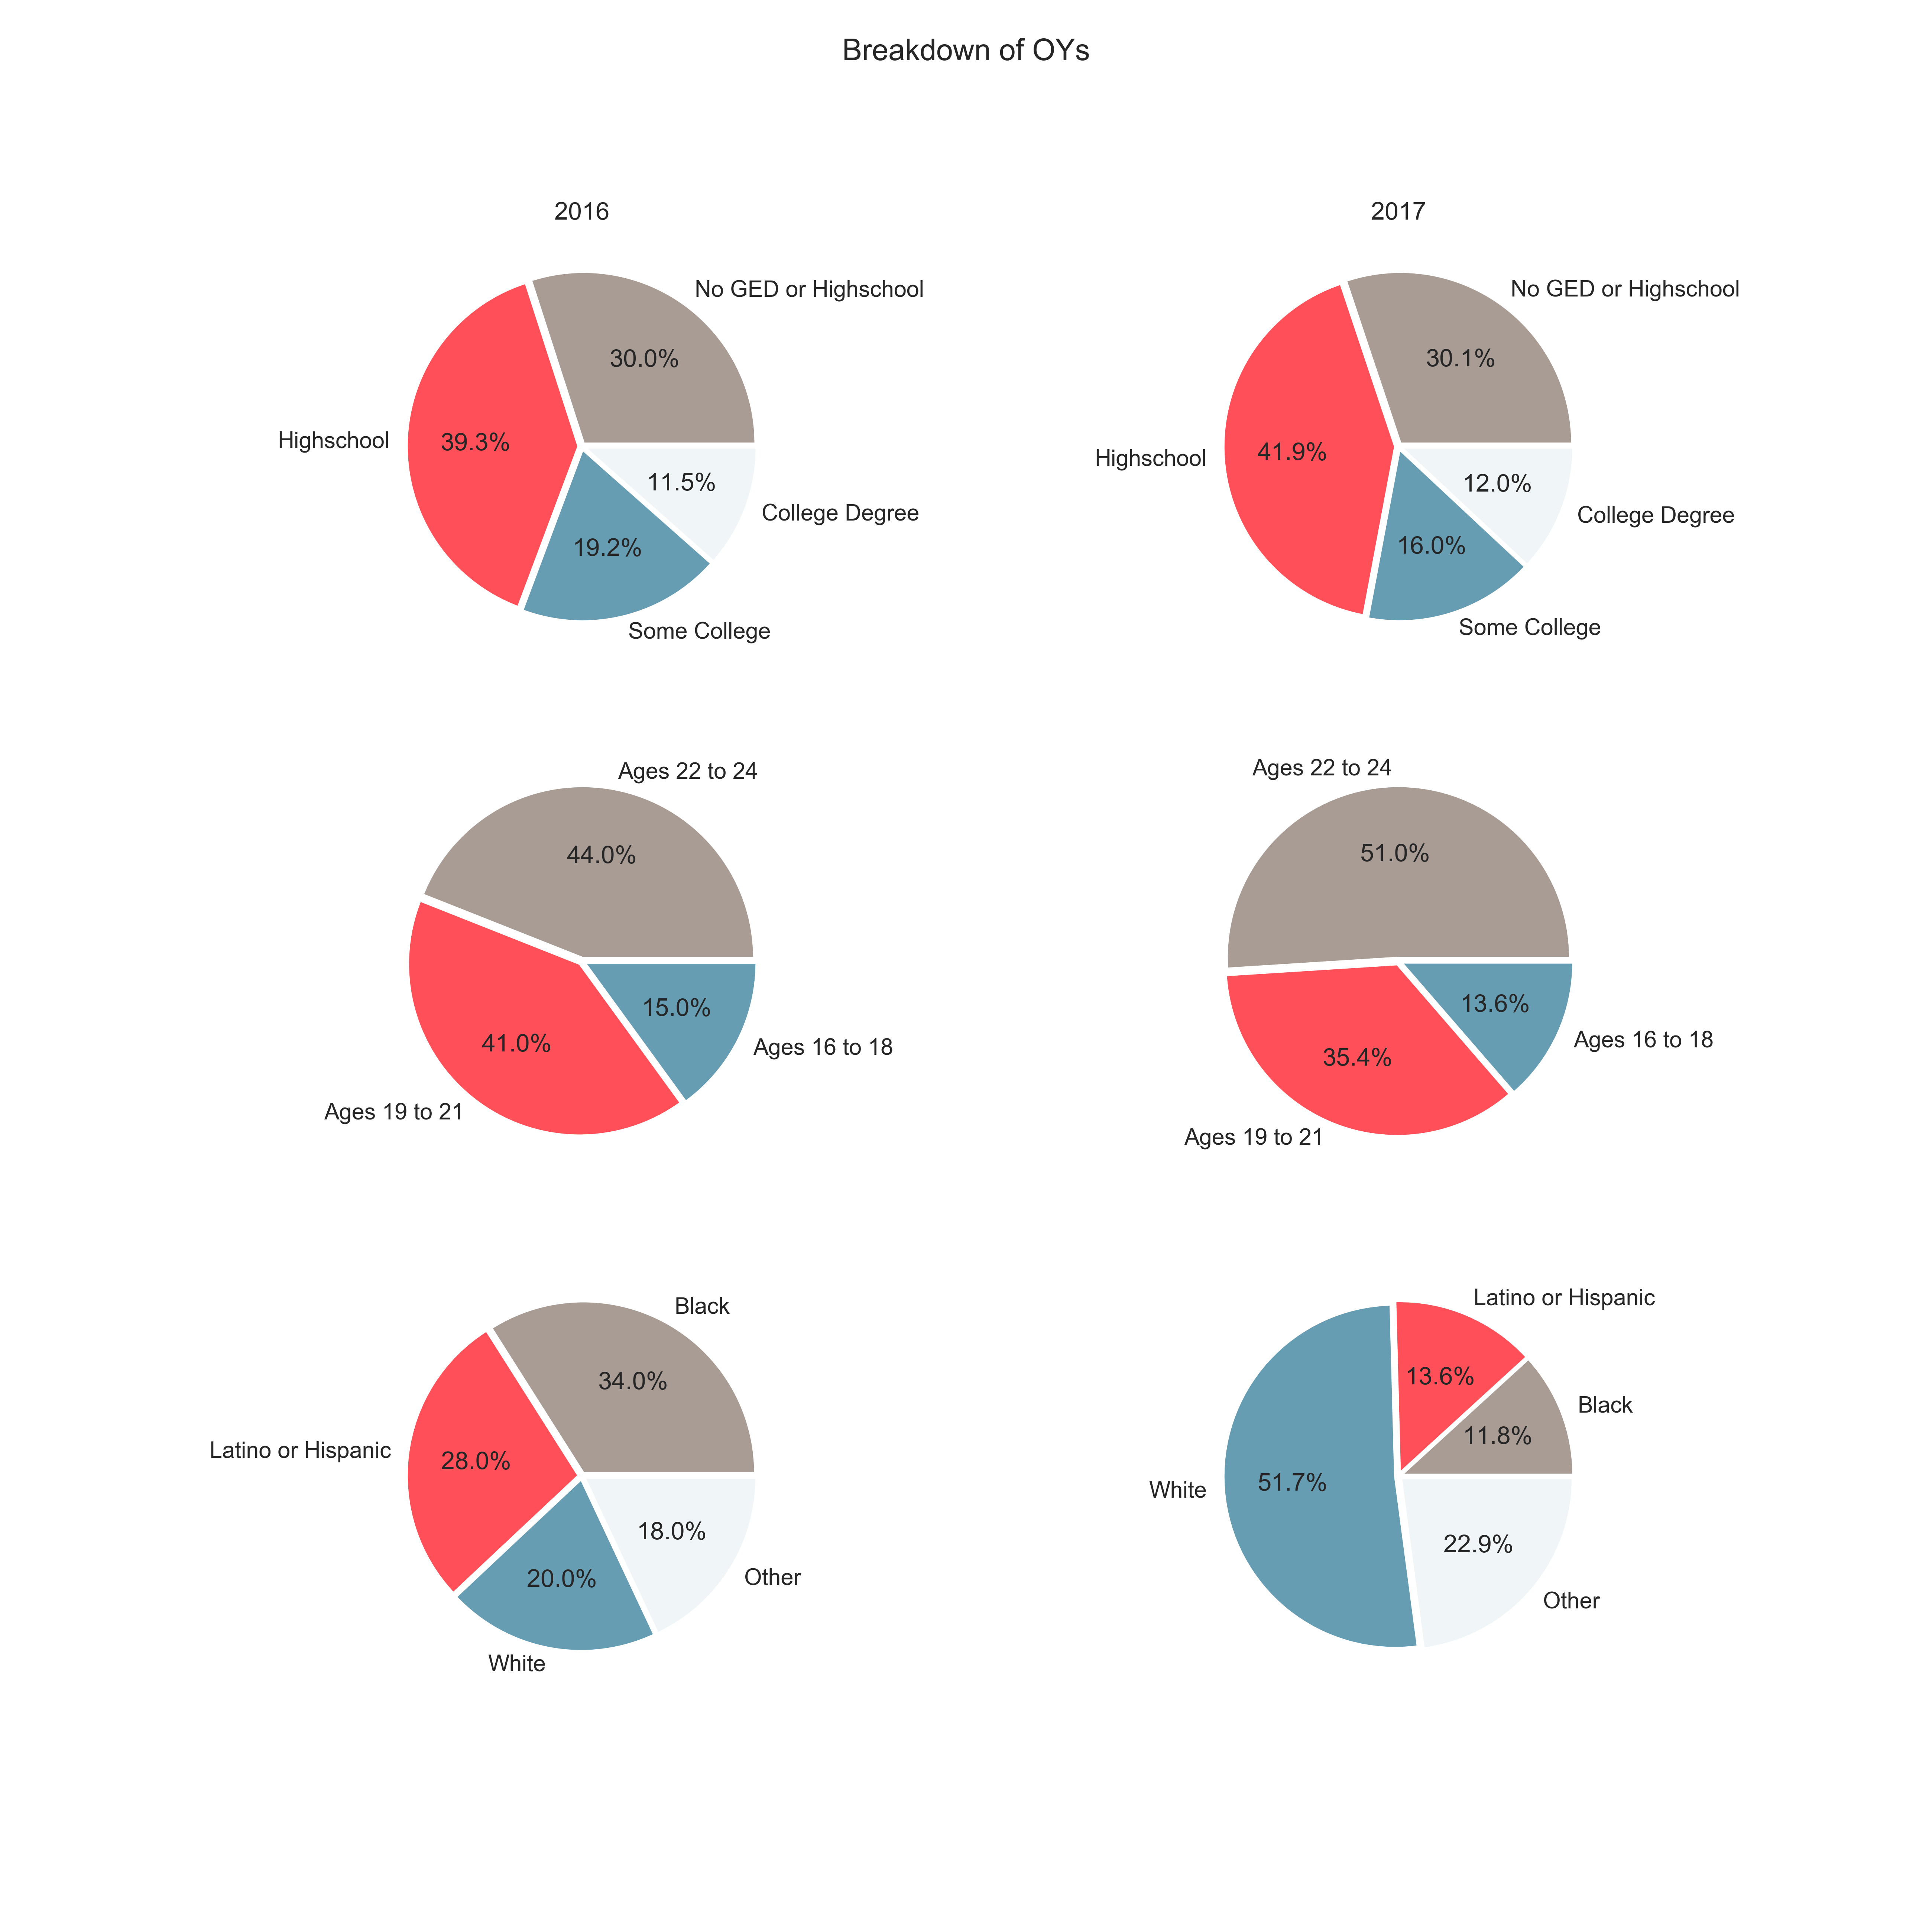 Breakdown of OYs
2016
No GED or Highschool
30.0%
Highschool
39.3%
11.5%
College Degree
19.2%
Some College
2017
No GED or Highschool
30.1%
Highschool
41.9%
12.0%
College Degree
16.0%
Some College
Ages 22 to 24
44.0%
15.0%
Ages 16 to 18
41.0%
Ages 19 to 21
Ages 22 to 24
51.0%
13.6%
Ages 16 to 18
35.4%
Ages 19 to 21
Black
34.0%
Latino or Hispanic
28.0%
18.0%
Other
20.0%
White
Latino or Hispanic
13.6%
Black
11.8%
White
51.7%
22.9%
Other